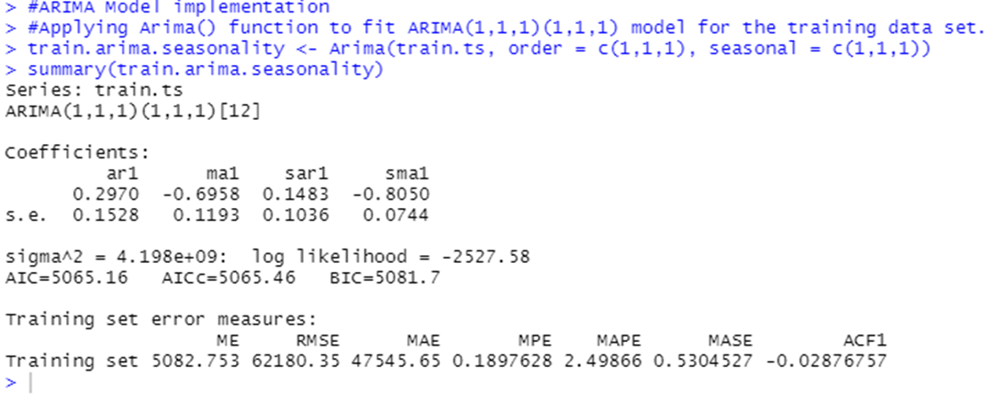 > #ARIMA Model implementation
> #Applying Arima() function to fit ARIMA(1,1,1)(1,1,1) model for the training data set.
> train.arima.seasonality <- Arima(train.ts, order = c(1,1,1), seasonal = c(1,1,1))
> summary(train.arima.seasonality)
Series: train.ts
ARIMA(1,1,1)(1,1,1)[12]
Coefficients:
ar1 ma1 sar1 sma1
0.2970 -0.6958 0.1483 -0.8050
s.e. 0.1528 0.1193 0.1036 0.0744
sigma^2 = 4.198e+09: log likelihood = -2527.58
AIC=5065.16 AICc=5065.46 BIC=5081.7
Training set error measures:
ME RMSE MAE MPE MAPE MASE ACF1
Training set 5082.753 62180.35 47545.65 0.1897628 2.49866 0.5304527 -0.02876757
>